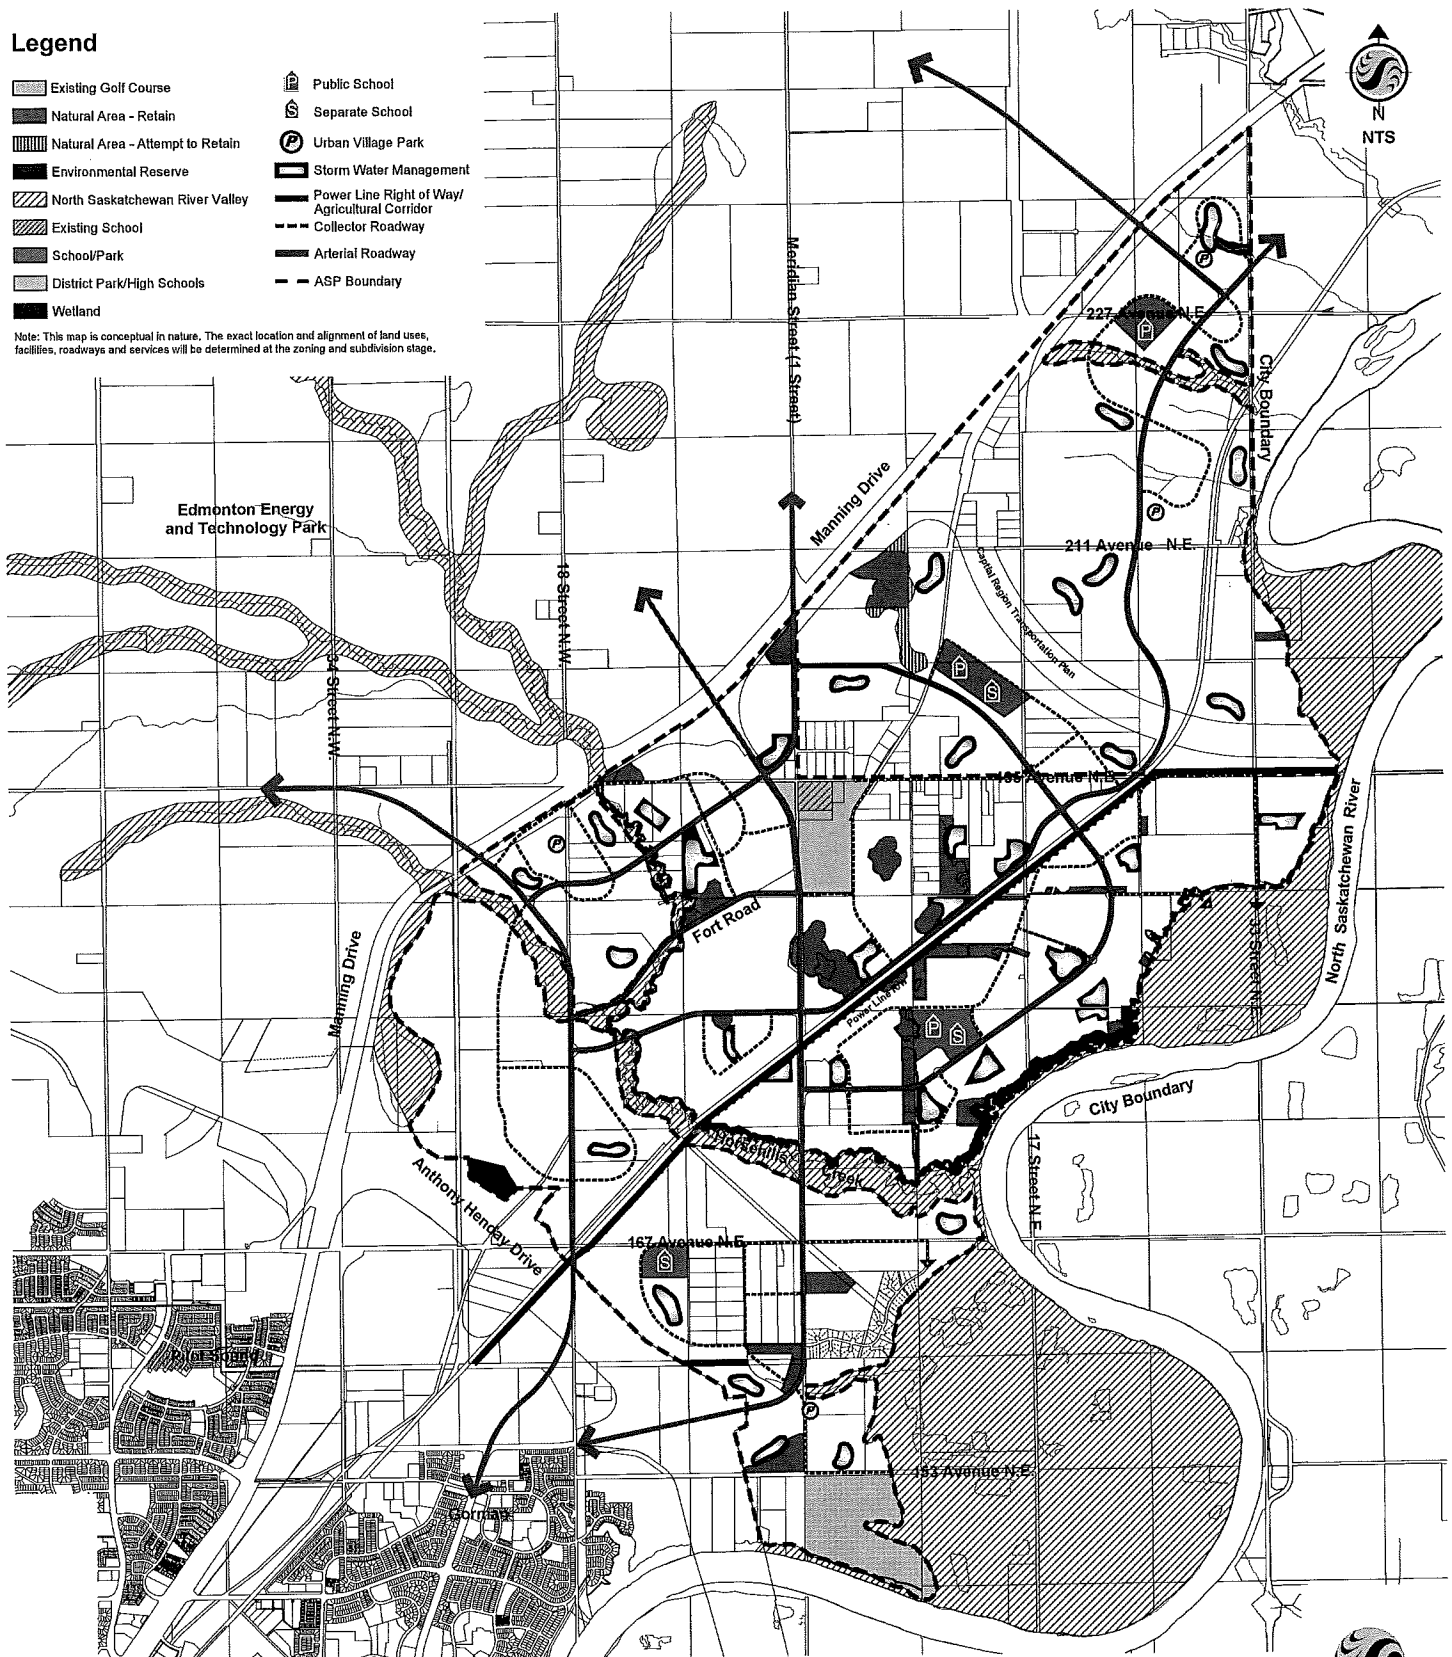 Legend
Existing Golf Course
Natural Area - Retain
Natural Area - Attempt to Retain
Environmental Reserve
North Saskatchewan River Valley
Existing School
School/Park
District Park/High Schools
Wetland
P Public School
S Separate School
P Urban Village Park
Storm Water Management
Power Line Right of Way/
Agricultural Corridor
Collector Roadway
Arterial Roadway
ASP Boundary
Note: This map is conceptual in nature. The exact location and alignment of land uses,
facilities, roadways and services will be determined at the zoning and subdivision stage.
N
NTS
Meridian Street (1 Street)
P
227 Avenue N.E.
P
City Boundary
Manning Drive
Edmonton Energy
and Technology Park
P
211 Avenue N.E.
Capital Region Transportation Plan
18 Street N.W.
34 Street N.W.
P
S
195 Avenue N.E.
P
North Saskatchewan River
Fort Road
33 Street N.E.
Manning Drive
Power Line row
P
S
City Boundary
Horsehills
Creek
17 Street N.E.
Anthony Henday Drive
167 Avenue N.E.
S
Pilot Sound
P
153 Avenue N.E.
Gorman